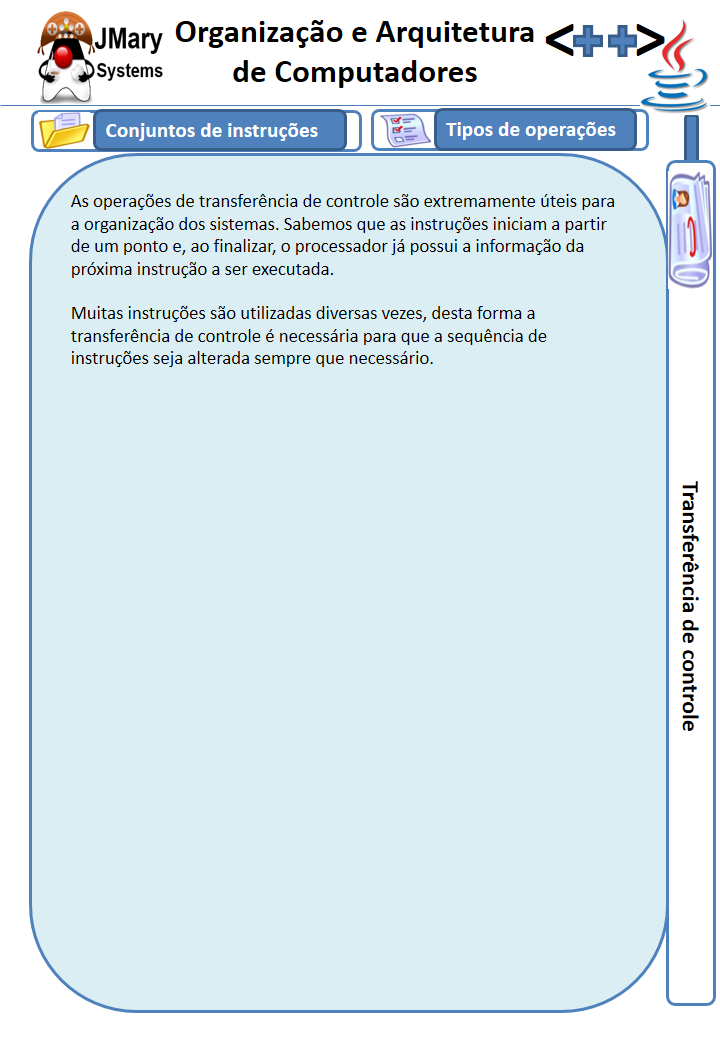 JMary
Systems
Organização e Arquitetura
de Computadores
<++>
Conjuntos de instruções
Tipos de operações
As operações de transferência de controle são extremamente úteis para
a organização dos sistemas. Sabemos que as instruções iniciam a partir
de um ponto e, ao finalizar, o processador já possui a informação da
próxima instrução a ser executada.
Muitas instruções são utilizadas diversas vezes, desta forma a
transferência de controle é necessária para que a sequência de
instruções seja alterada sempre que necessário.
Transferência de controle